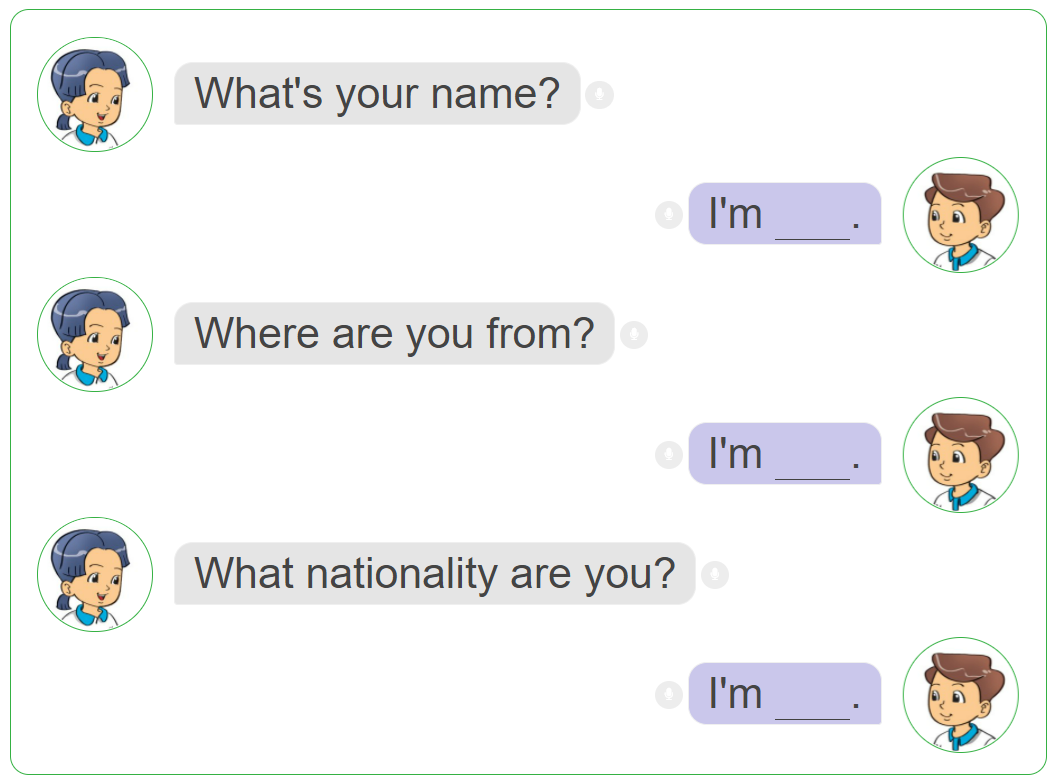 What's your name?
I'm ____.
Where are you from?
I'm ____.
What nationality are you?
I'm ____.